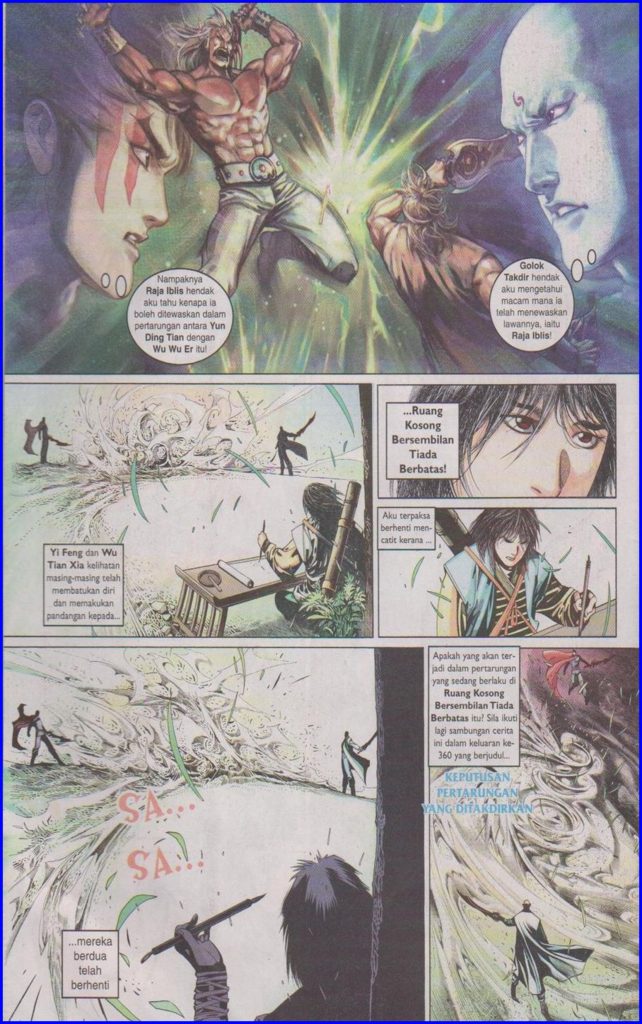 Nampaknya
Raja Iblis hendak
aku tahu kenapa ia
boleh ditewaskan dalam
pertarungan antara Yun
Ding Tian dengan
Wu Wu Er itu!
Golok
Takdir hendak
aku mengetahui
macam mana ia
telah menewaskan
lawannya, iaitu
Raja Iblis!
Yi Feng dan Wu
Tian Xia kelihatan
masing-masing telah
membatukan diri
dan memakukan
pandangan kepada...
...Ruang
Kosong
Bersembilan
Tiada
Berbatas!
Aku terpaksa
berhenti men-
catit kerana ...
SA...
SA...
...mereka
berdua
telah
berhenti
Apakah yang akan ter-
jadi dalam pertarungan
yang sedang berlaku di
Ruang Kosong
Bersembilan Tiada
Berbatas itu? Sila ikuti
lagi sambungan cerita
ini dalam keluaran ke-
360 yang berjudul...
KEPUTUSAN
PERTARUNGAN
YANG DITAKDIRKAN